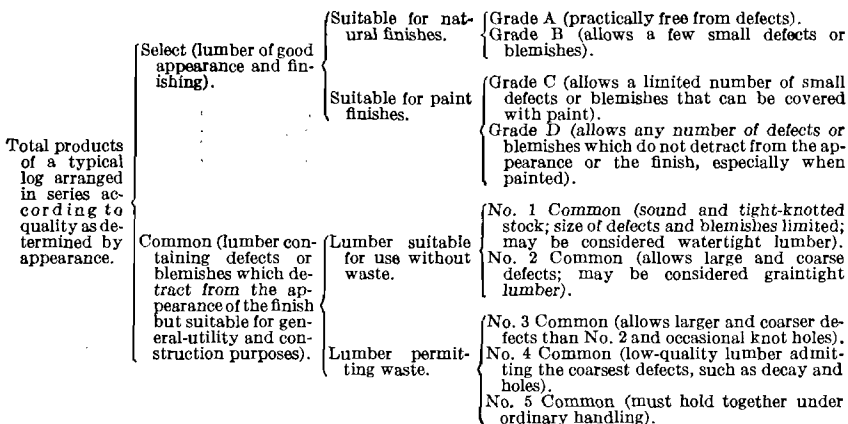 Total products
of a typical
log arranged
in series ac-
cording to
quality as de-
termined by
appearance.
Select (lumber of good
appearance and fin-
ishing).
Suitable for nat-
ural finishes.
Grade A (practically free from defects).
Grade B (allows a few small defects or
blemishes).
Suitable for paint
finishes.
Grade C (allows a limited number of small
defects or blemishes that can be covered
with paint).
Grade D (allows any number of defects or
blemishes which do not detract from the ap-
pearance or the finish, especially when
painted).
Common (lumber con-
taining defects or
blemishes which de-
tract from the ap-
pearance of the finish
but suitable for gen-
eral-utility and con-
struction purposes).
Lumber suitable
for use without
waste.
No. 1 Common (sound and tight-knotted
stock; size of defects and blemishes limited;
may be considered watertight lumber).
No. 2 Common (allows large and coarse
defects; may be considered graintight
lumber).
Lumber permit-
ting waste.
No. 3 Common (allows larger and coarser de-
fects than No. 2 and occasional knot holes).
No. 4 Common (low-quality lumber admit-
ting the coarsest defects, such as decay and
holes).
No. 5 Common (must hold together under
ordinary handling).